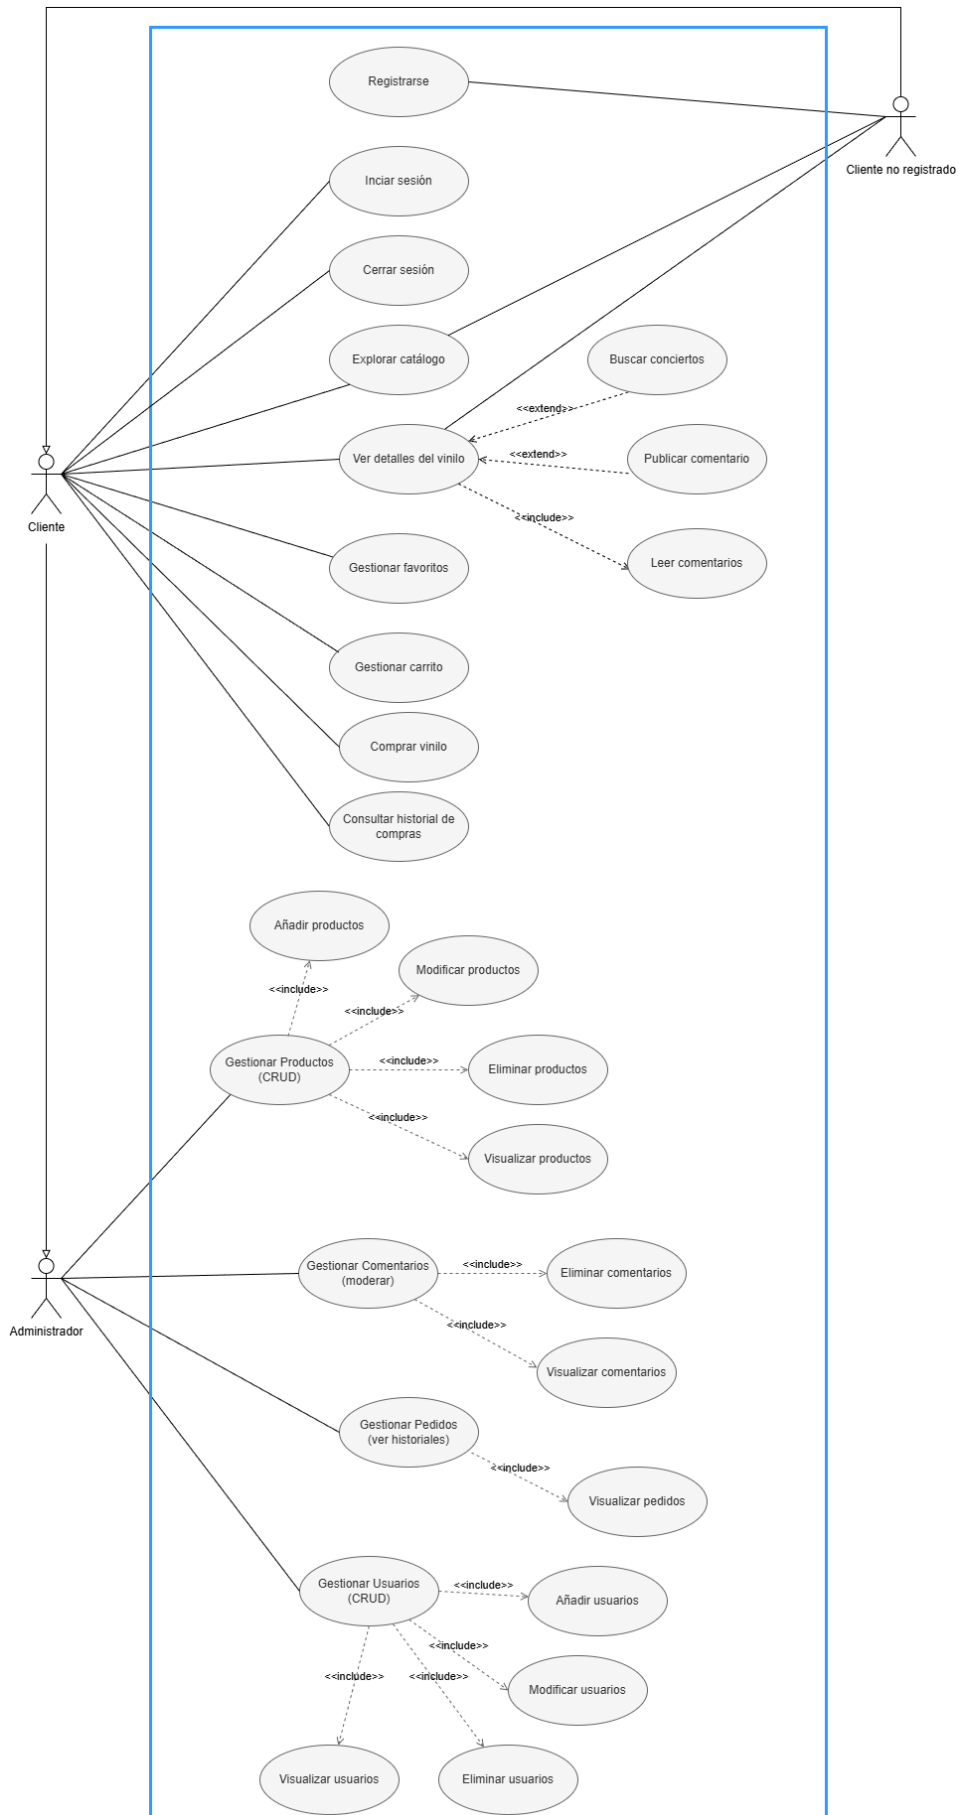 Registrarse
Cliente no registrado
Inciar sesión
Cerrar sesión
Explorar catálogo
Buscar conciertos
<<extend>>
Ver detalles del vinilo
<<extend>>
Publicar comentario
<<include>>
Cliente
Leer comentarios
Gestionar favoritos
Gestionar carrito
Comprar vinilo
Consultar historial de
compras
Añadir productos
Modificar productos
<<include>>
<<include>>
Gestionar Productos
(CRUD)
<<include>>
Eliminar productos
<<include>>
Visualizar productos
Administrador
Gestionar Comentarios
(moderar)
<<include>>
Eliminar comentarios
<<include>>
Visualizar comentarios
Gestionar Pedidos
(ver historiales)
<<include>>
Visualizar pedidos
Gestionar Usuarios
(CRUD)
<<include>>
Añadir usuarios
<<include>>
<<include>>
<<include>>
Modificar usuarios
Visualizar usuarios
Eliminar usuarios